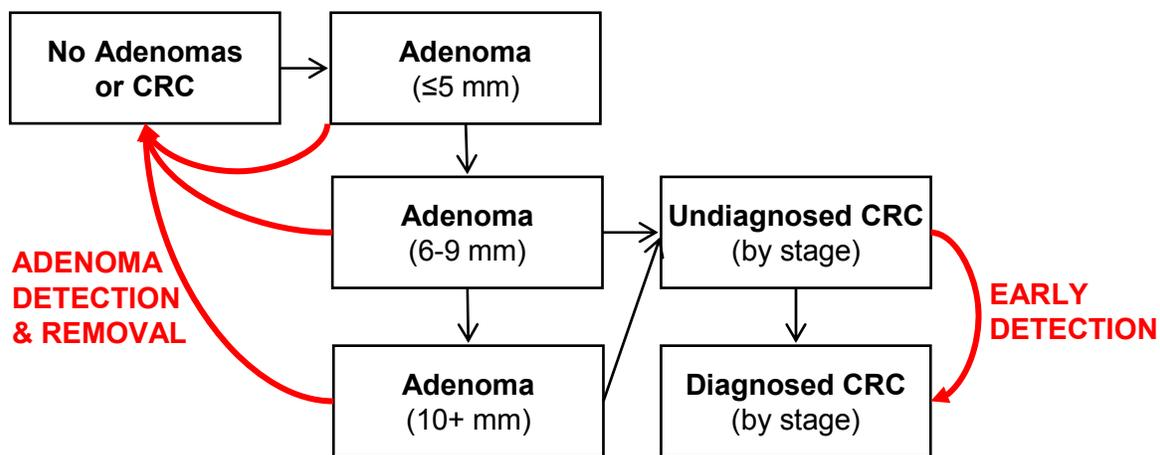 No Adenomas
or CRC
Adenoma
(≤5 mm)
Adenoma
(6-9 mm)
Undiagnosed CRC
(by stage)
ADENOMA
DETECTION
& REMOVAL
EARLY
DETECTION
Adenoma
(10+ mm)
Diagnosed CRC
(by stage)